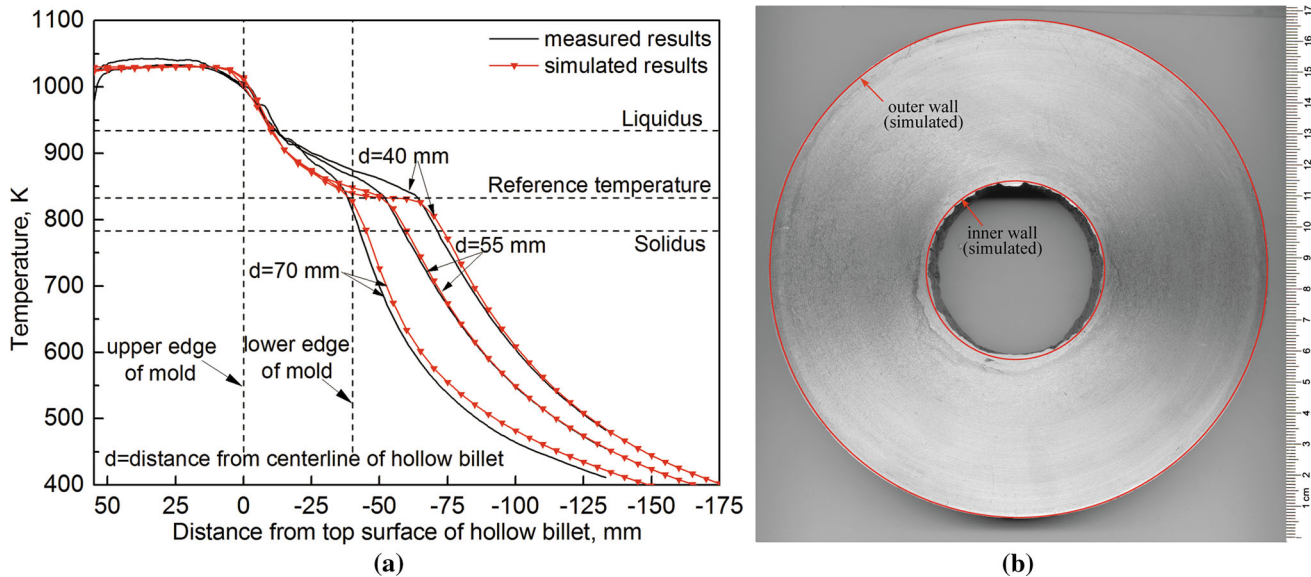 1100
1000
900
800
700
600
500
400
Temperature, K
measured results
simulated results
Liquidus
d=40 mm
Reference temperature
Solidus
d=55 mm
d=70 mm
upper edge
of mold
lower edge
of mold
d=distance from centerline of hollow billet
50 25 0 -25 -50 -75 -100 -125 -150 -175
Distance from top surface of hollow billet, mm
(a)
outer wall
(simulated)
inner wall
(simulated)
17
16
15
14
13
12
11
10
9
8
7
6
5
4
3
2
1 cm
(b)